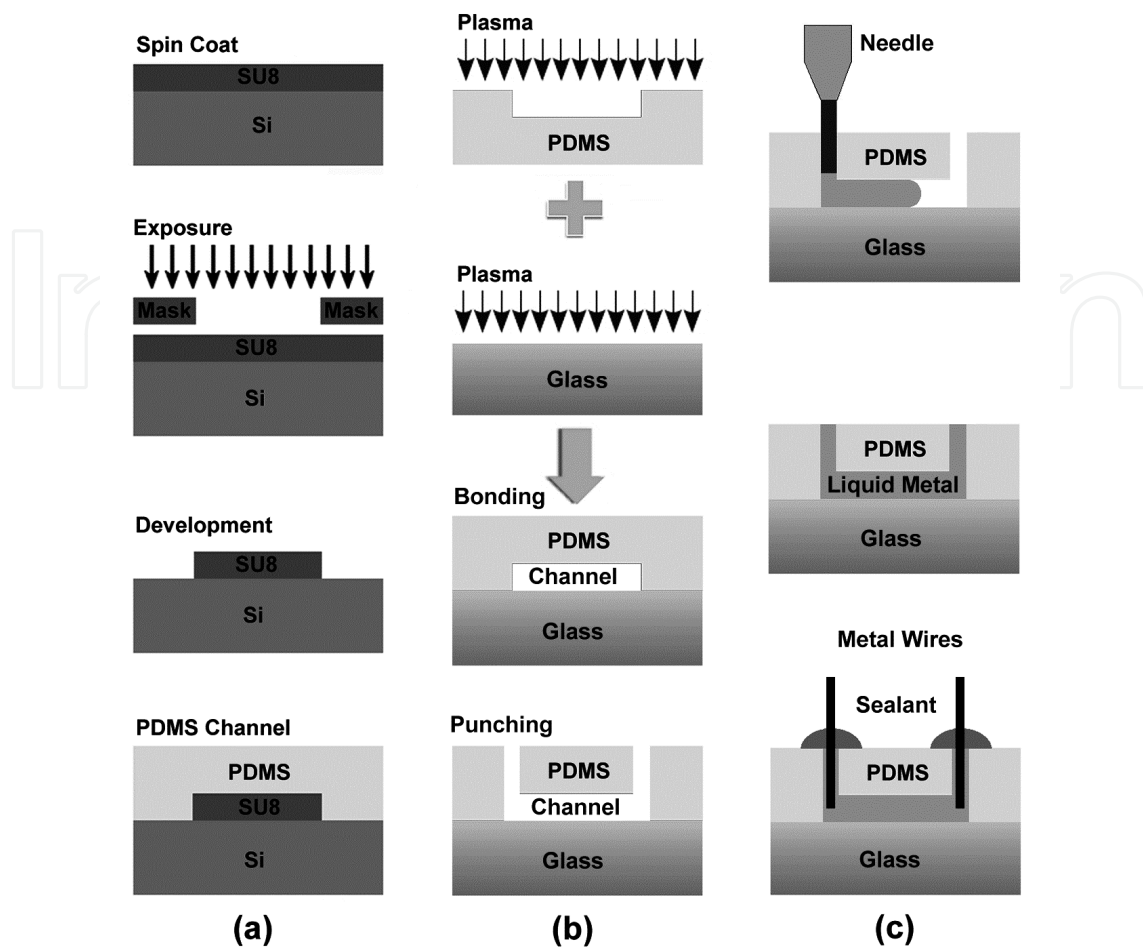 Spin Coat
SU8
Si
Exposure
Mask Mask
SU8
Si
Development
SU8
Si
PDMS Channel
PDMS
SU8
Si
(a)
Plasma
PDMS
Plasma
Glass
Bonding
PDMS
Channel
Glass
Punching
PDMS
Channel
Glass
(b)
Needle
PDMS
Glass
PDMS
Liquid Metal
Glass
Metal Wires
Sealant
PDMS
Glass
(c)